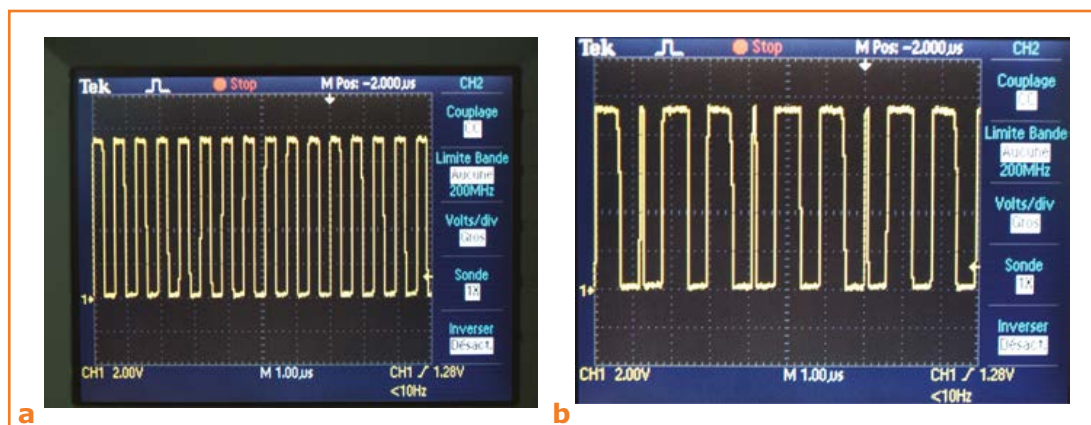 Tek Stop M Pos: -2.000µs CH2
Couplage
CC
Limite Bande
Aucune
200MHz
Volts/div
Gros
Sonde
1X
Inverser
Désact.
1
CH1 2.00V M 1.00µs CH1 1.28V
<10Hz
a
Tek Stop M Pos: -2.000µs CH2
Couplage
CC
Limite Bande
Aucune
200MHz
Volts/div
Gros
Sonde
1X
Inverser
Désact.
1
CH1 2.00V M 1.00µs CH1 1.28V
<10Hz
b